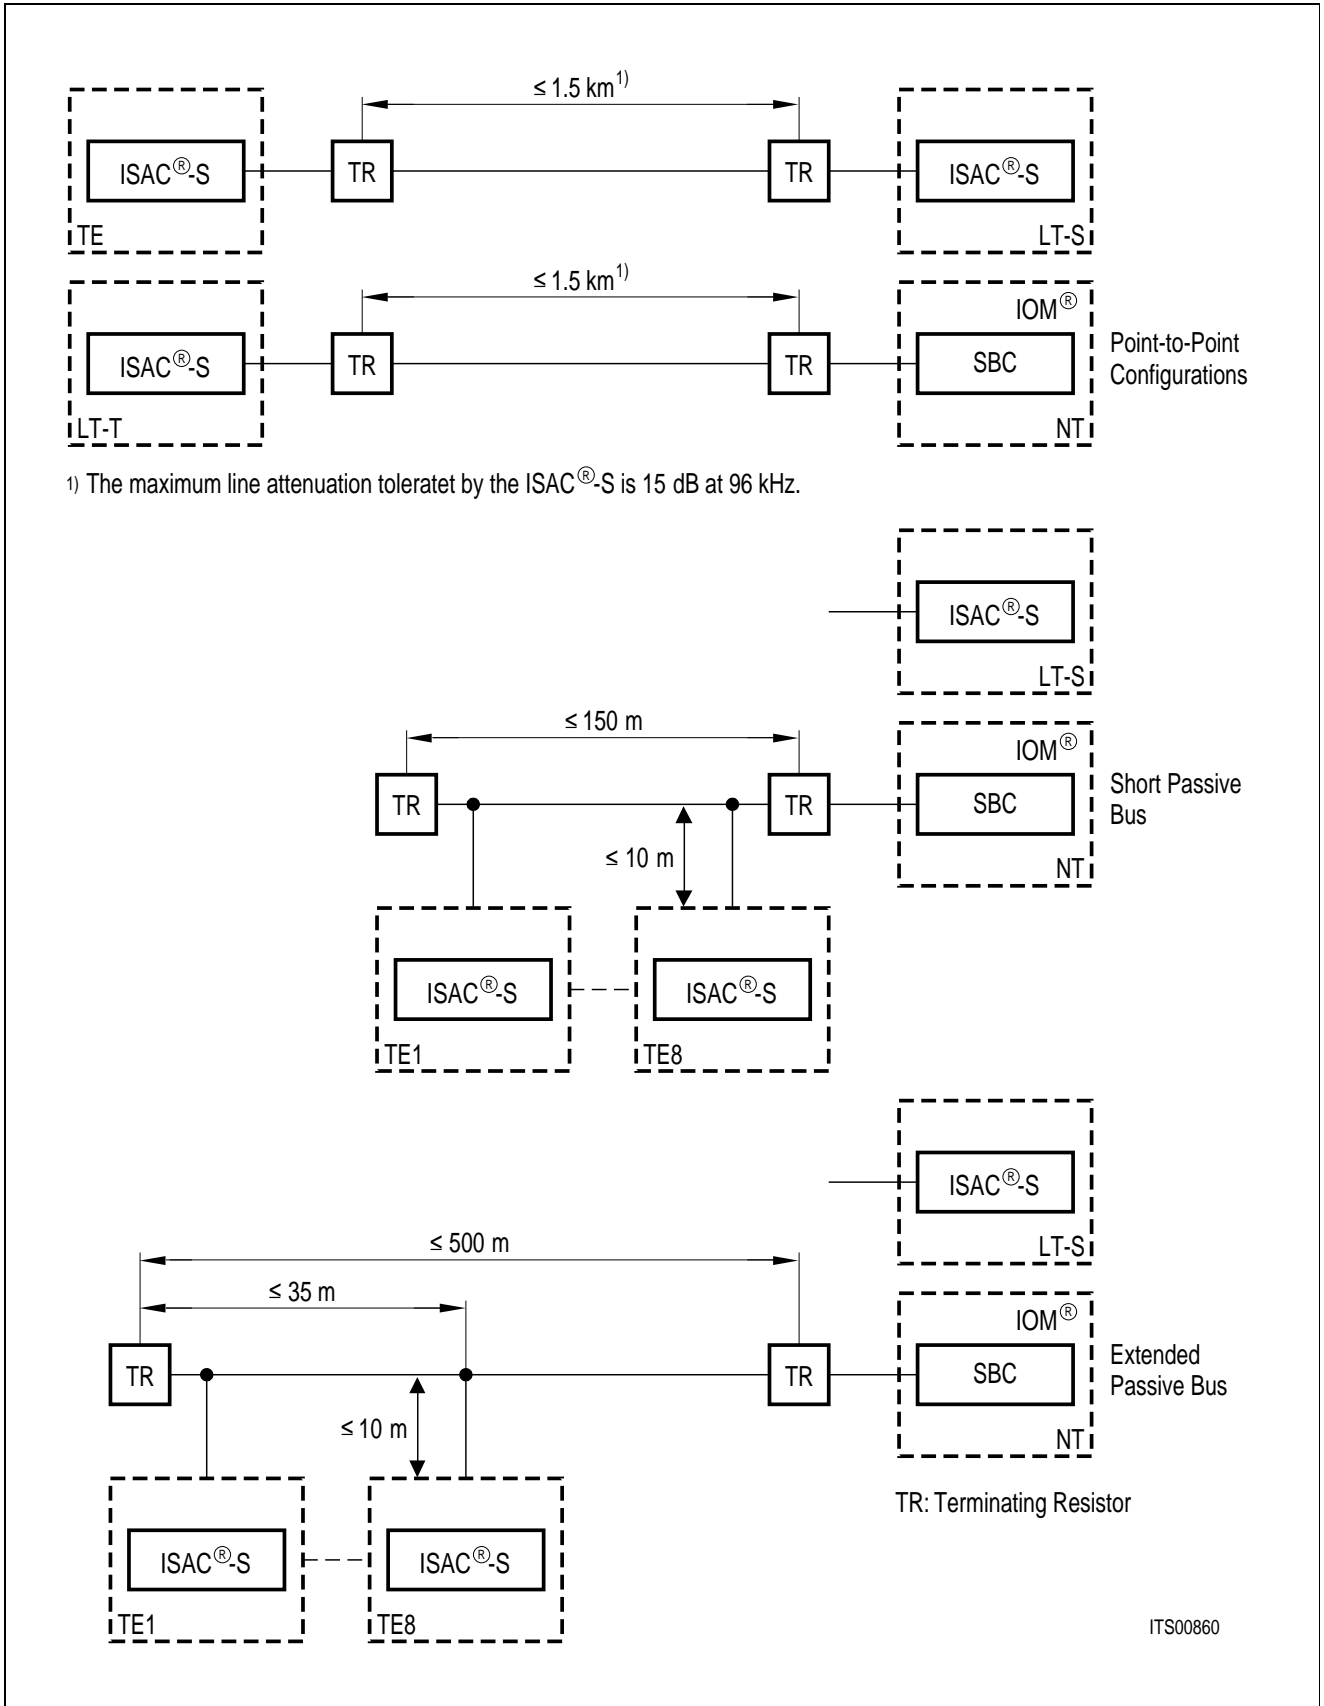 ≤ 1.5 km1)
ISAC®-S
TR
TR
ISAC®-S
TE
LT-S
≤ 1.5 km1)
IOM®
ISAC®-S
TR
TR
SBC
Point-to-Point
Configurations
LT-T
NT
1) The maximum line attenuation toleratet by the ISAC®-S is 15 dB at 96 kHz.
ISAC®-S
LT-S
≤ 150 m
IOM®
TR
TR
SBC
Short Passive
Bus
≤ 10 m
NT
ISAC®-S
ISAC®-S
TE1
TE8
ISAC®-S
LT-S
≤ 500 m
≤ 35 m
IOM®
TR
TR
SBC
Extended
Passive Bus
≤ 10 m
NT
TR: Terminating Resistor
ISAC®-S
ISAC®-S
TE1
TE8
ITS00860